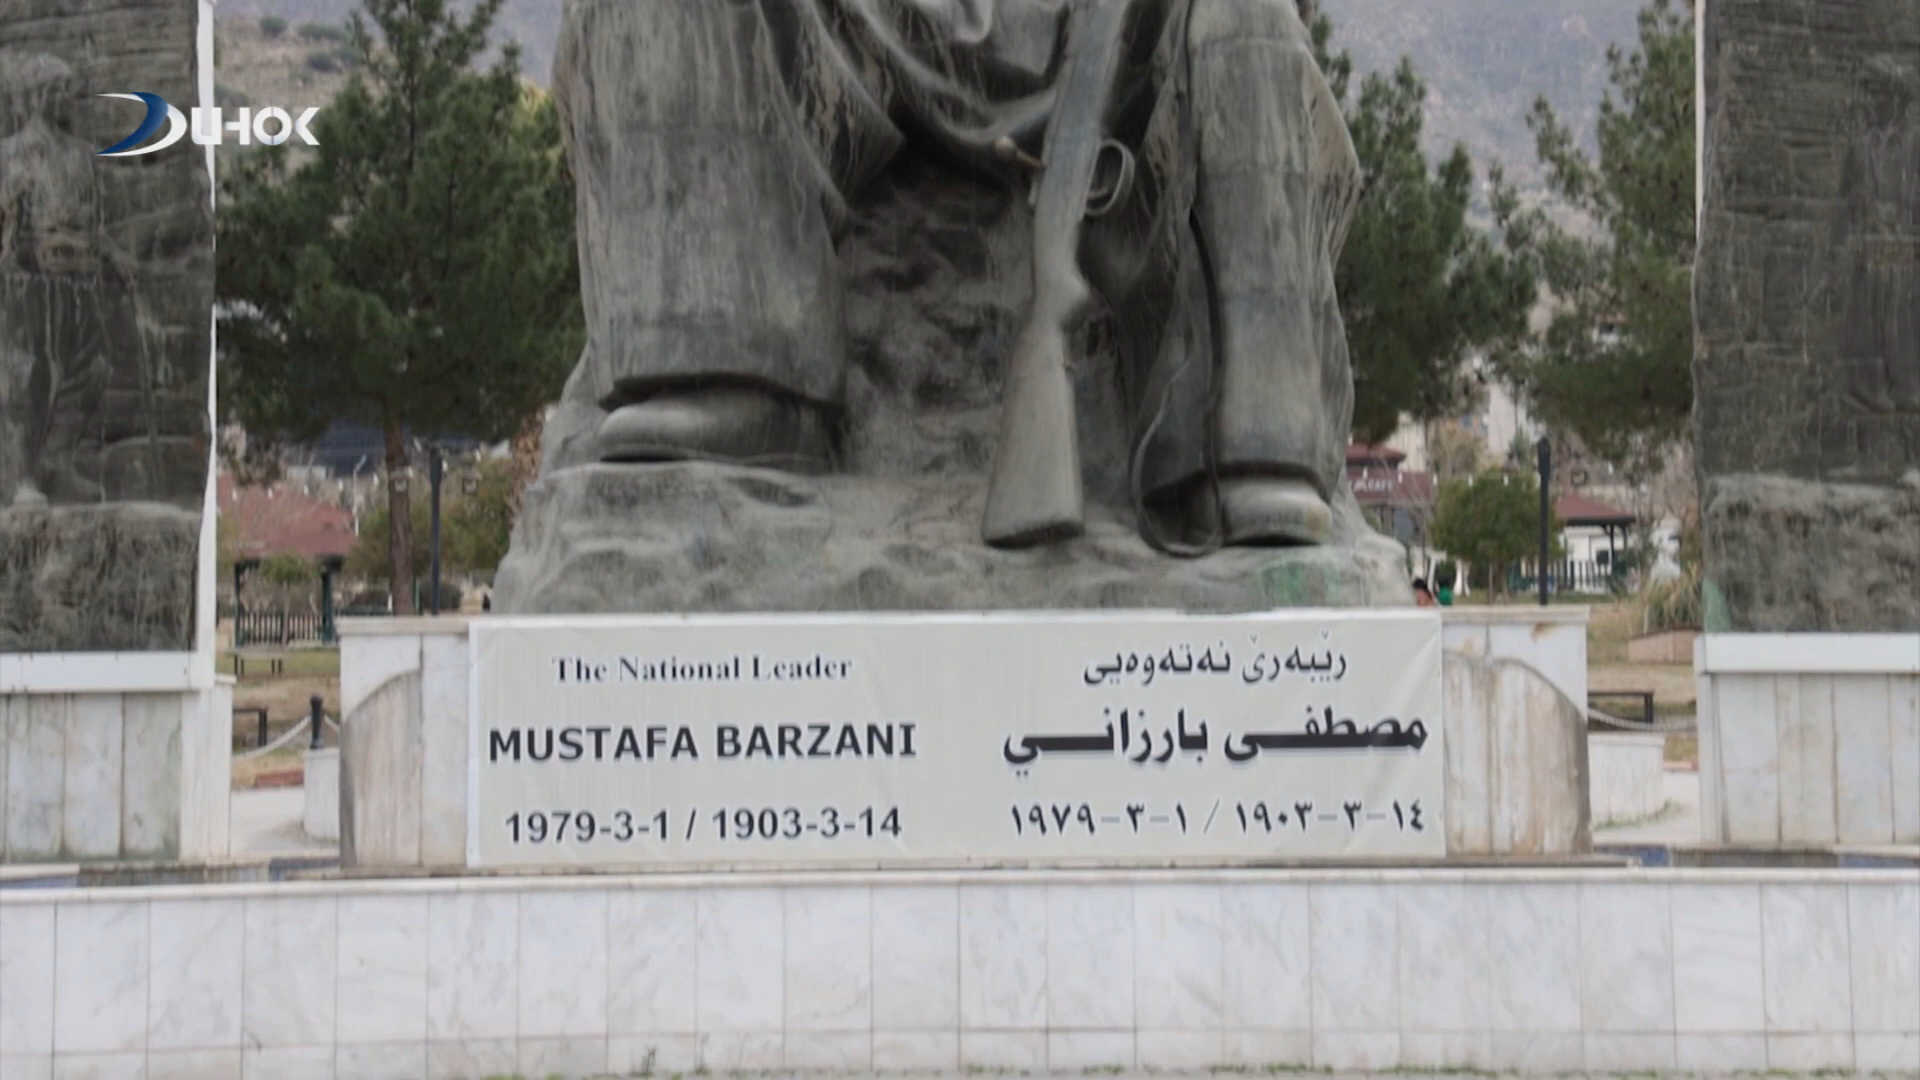 DUHOK
The National Leader
MUSTAFA BARZANI
1979-3-1 / 1903-3-14
رێبەرێ نەتەوەیی
مصطفى بارزاني
١٩٧٩-٣-١ / ١٩٠٣-٣-١٤